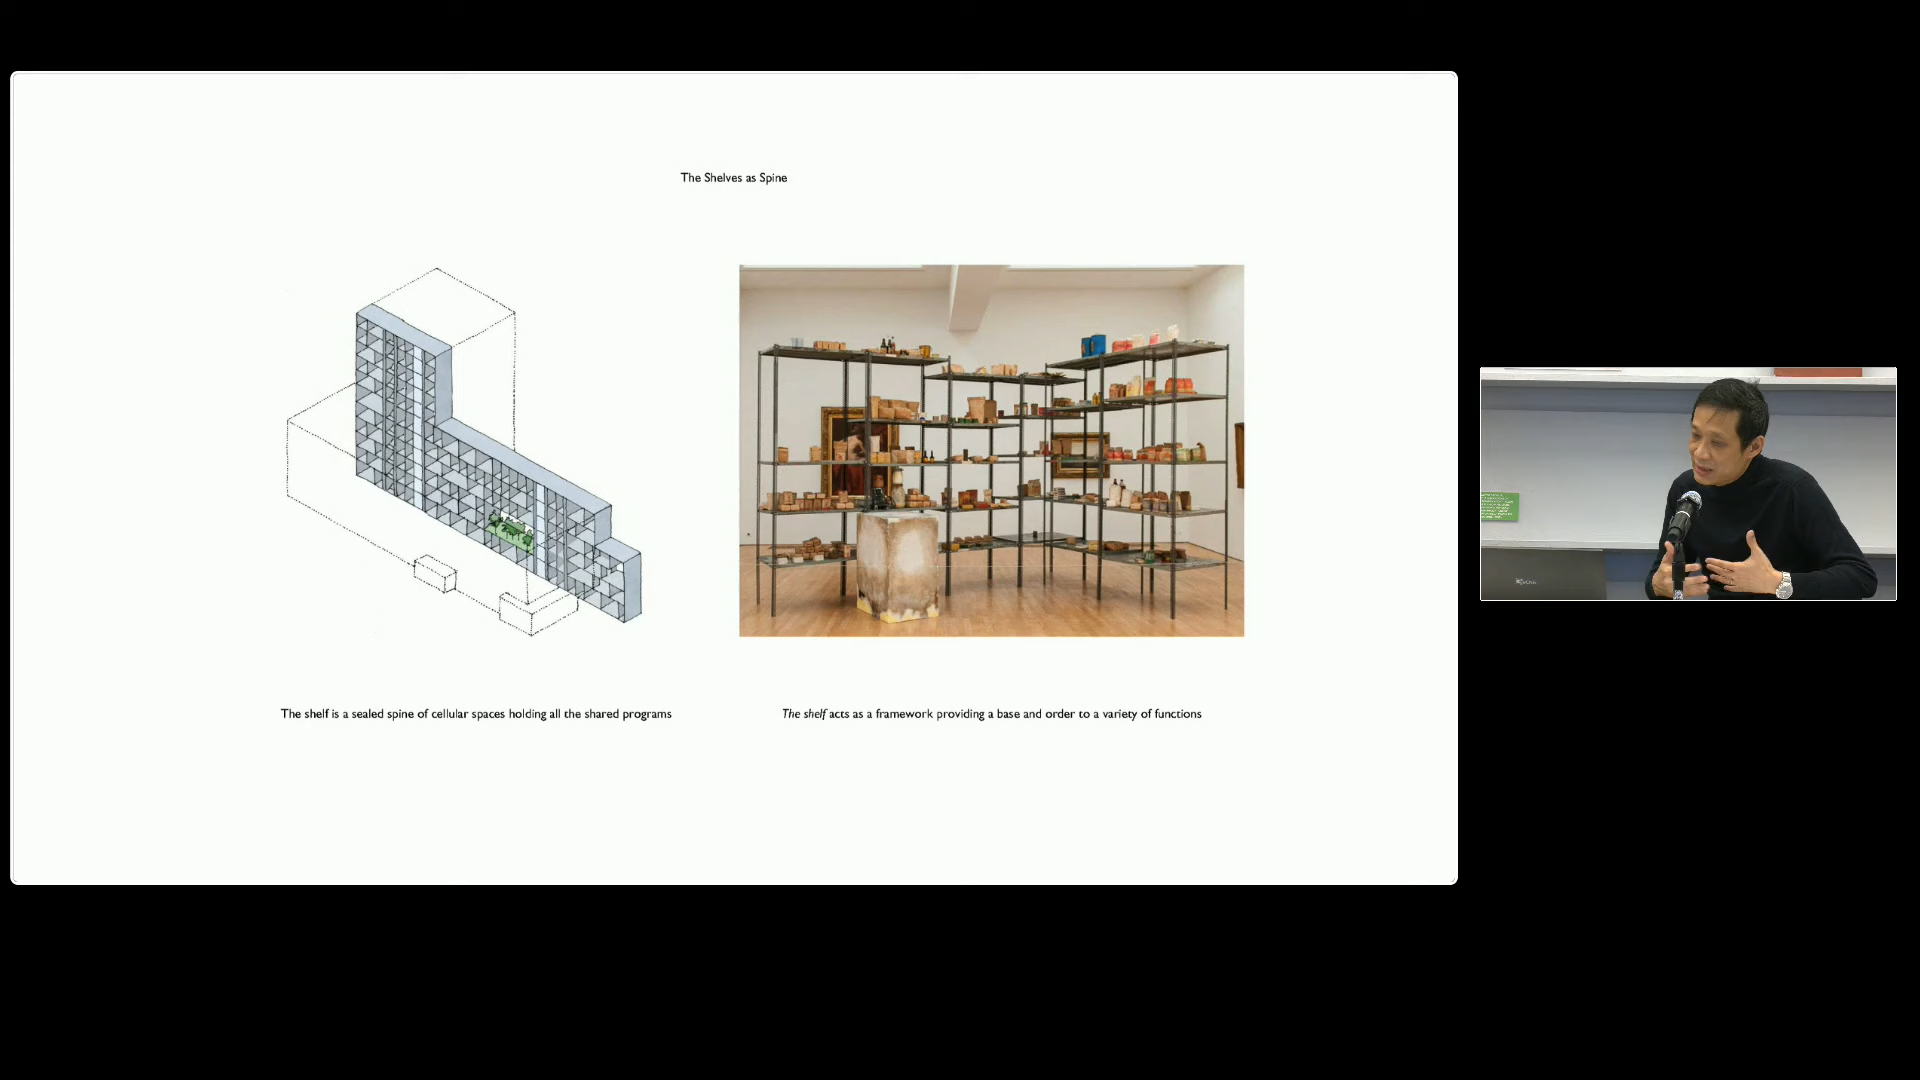 The Shelves as Spine
The shelf is a sealed spine of cellular spaces holding all the shared programs
The shelf acts as a framework providing a base and order to a variety of functions